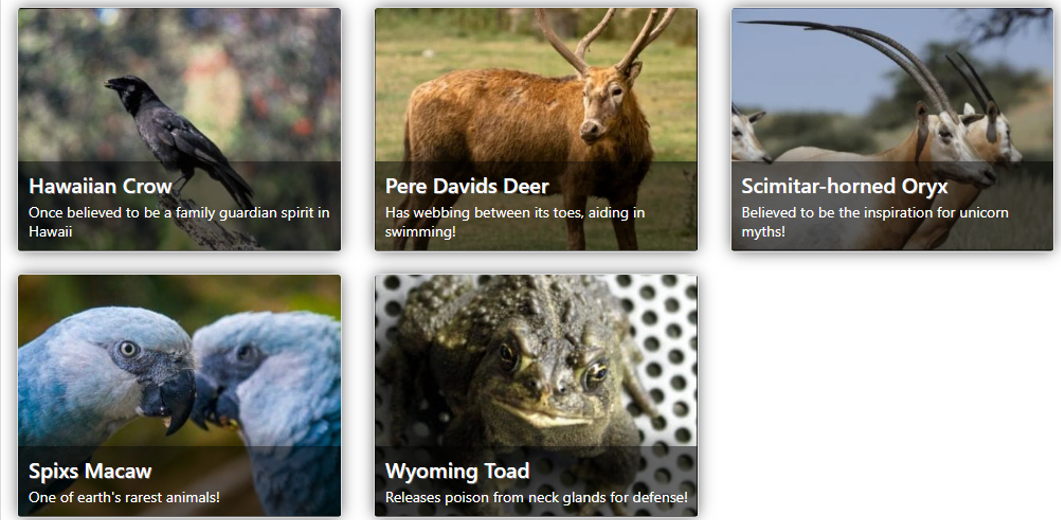 Hawaiian Crow
Once believed to be a family guardian spirit in
Hawaii
Pere Davids Deer
Has webbing between its toes, aiding in
swimming!
Scimitar-horned Oryx
Believed to be the inspiration for unicorn
myths!
Spixs Macaw
One of earth's rarest animals!
Wyoming Toad
Releases poison from neck glands for defense!